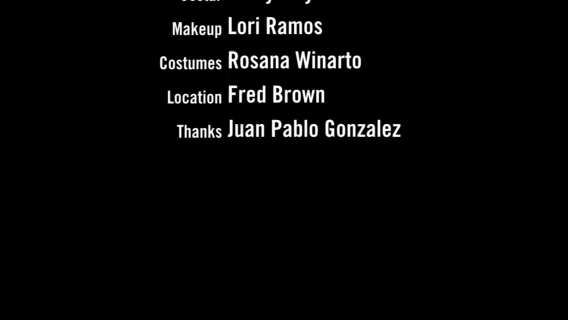 Makeup Lori Ramos
Costumes Rosana Winarto
Location Fred Brown
Thanks Juan Pablo Gonzalez